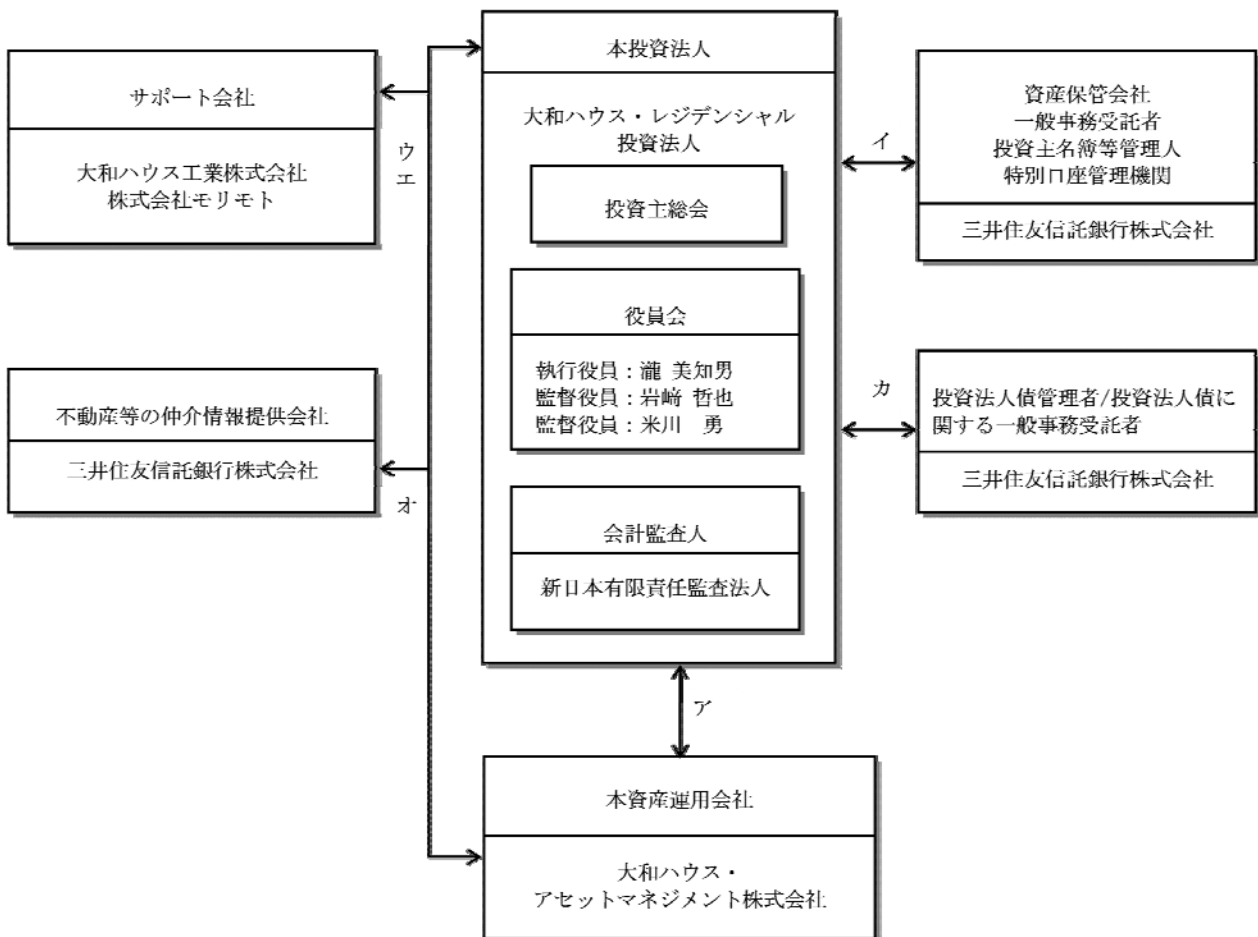 本投資法人
大和ハウス・レジデンシャル
投資法人
投資主総会
役員会
執行役員：瀧 美知男
監督役員：岩﨑 哲也
監督役員：米川　勇
会計監査人
新日本有限責任監査法人
サポート会社
大和ハウス工業株式会社
株式会社モリモト
ウ
エ
不動産等の仲介情報提供会社
三井住友信託銀行株式会社
オ
イ
資産保管会社
一般事務受託者
投資主名簿等管理人
特別口座管理機関
三井住友信託銀行株式会社
カ
投資法人債管理者/投資法人債に
関する一般事務受託者
三井住友信託銀行株式会社
ア
本資産運用会社
大和ハウス・
アセットマネジメント株式会社